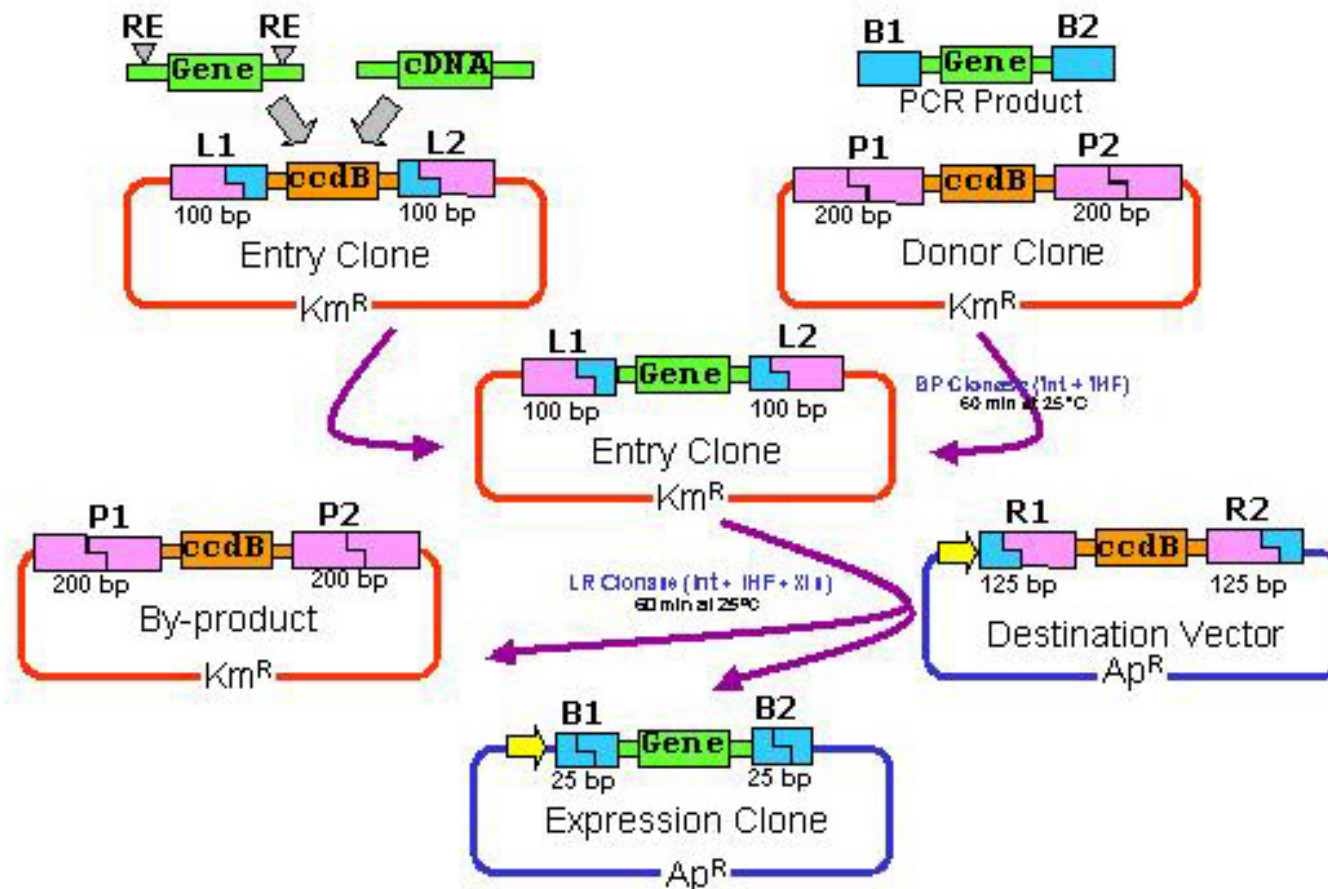 RE RE
Gene cDNA
L1 L2
ccdB
100 bp 100 bp
Entry Clone
KmR
B1 B2
Gene
PCR Product
P1 P2
ccdB
200 bp 200 bp
Donor Clone
KmR
L1 L2
Gene
100 bp 100 bp
Entry Clone
KmR
BP Clonase (Int + IHF)
60 min at 25°C
P1 P2
ccdB
200 bp 200 bp
By-product
KmR
LR Clonase (Int + IHF + Xis)
60 min at 25°C
R1 R2
ccdB
125 bp 125 bp
Destination Vector
ApR
B1 B2
Gene
25 bp 25 bp
Expression Clone
ApR